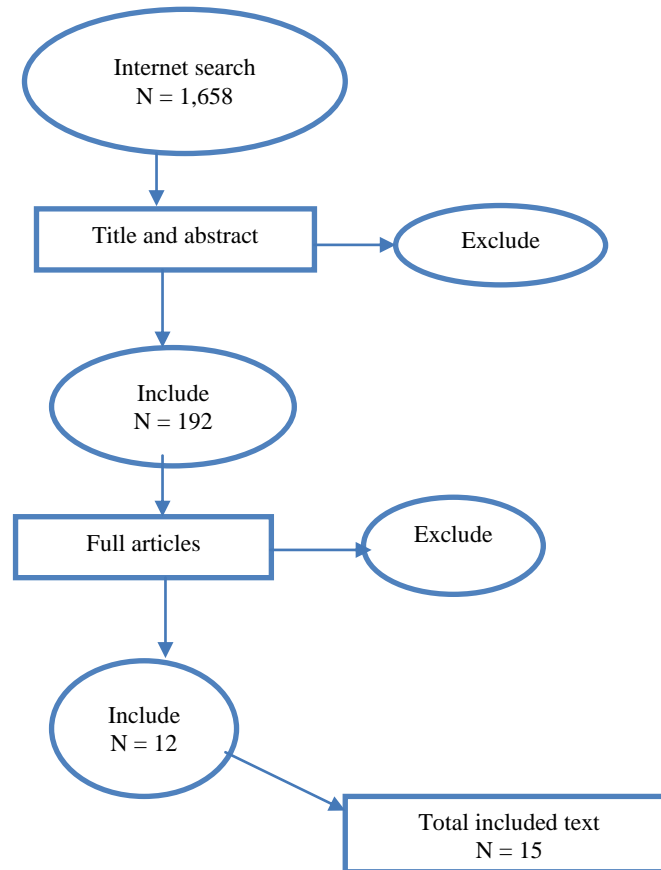 Internet search
N = 1,658
Title and abstract
Exclude
Include
N = 192
Full articles
Exclude
Include
N = 12
Total included text
N = 15